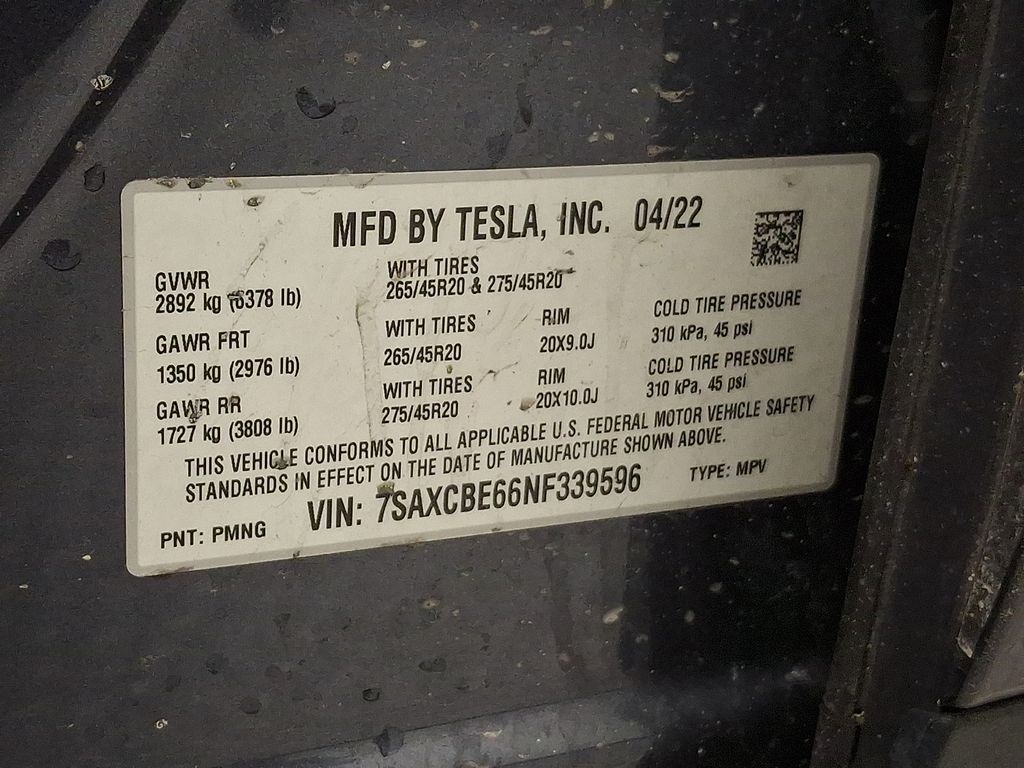 MFD BY TESLA, INC. 04/22
GVWR
2892 kg (6378 lb)
WITH TIRES
265/45R20 & 275/45R20
GAWR FRT
1350 kg (2976 lb)
WITH TIRES
265/45R20
RIM
20X9.0J
COLD TIRE PRESSURE
310 kPa, 45 psi
GAWR RR
1727 kg (3808 lb)
WITH TIRES
275/45R20
RIM
20X10.0J
COLD TIRE PRESSURE
310 kPa, 45 psi
THIS VEHICLE CONFORMS TO ALL APPLICABLE U.S. FEDERAL MOTOR VEHICLE SAFETY
STANDARDS IN EFFECT ON THE DATE OF MANUFACTURE SHOWN ABOVE.
PNT: PMNG
VIN: 7SAXCBE66NF339596
TYPE: MPV